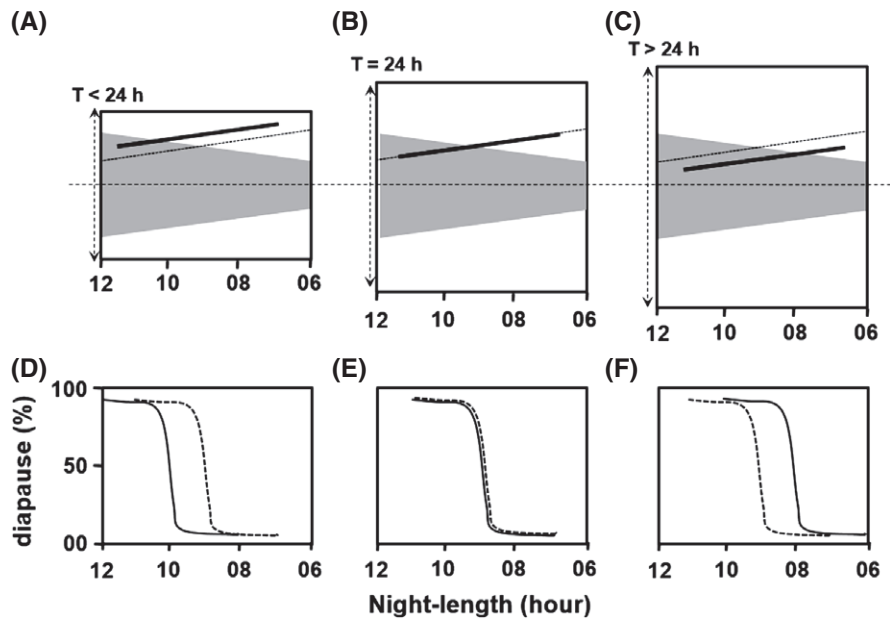 (A)
(B)
(C)
T < 24 h
T = 24 h
T > 24 h
12 10 08 06
12 10 08 06
12 10 08 06
(D)
(E)
(F)
diapause (%)
100
50
00
12 10 08 06
12 10 08 06
12 10 08 06
Night-length (hour)